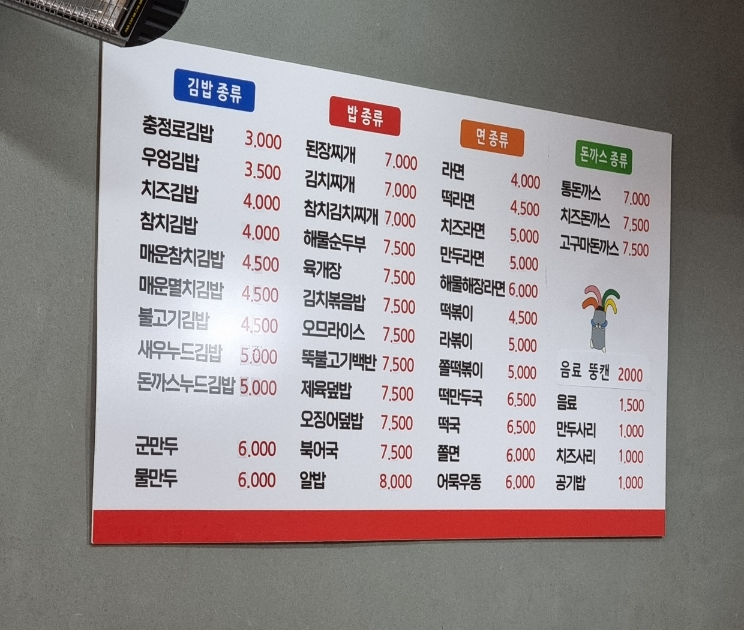 김밥 종류
충정로김밥 3.000
우엉김밥 3.500
치즈김밥 4.000
참치김밥 4.000
매운참치김밥 4,500
매운멸치김밥 4,500
불고기김밥 4,500
새우누드김밥 5,000
돈까스누드김밥 5.000
군만두 6.000
물만두 6,000
밥 종류
된장찌개 7.000
김치찌개 7,000
참치김치찌개 7,000
해물순두부 7,500
육개장 7,500
김치볶음밥 7,500
오므라이스 7,500
뚝불고기백반 7,500
제육덮밥 7,500
오징어덮밥 7,500
북어국 7,500
알밥 8,000
면 종류
라면 4,000
떡라면 4,500
치즈라면 5,000
만두라면 5,000
해물해장라면 6,000
떡볶이 4,500
라볶이 5,000
쫄떡볶이 5,000
떡만두국 6,500
떡국 6,500
쫄면 6,000
어묵우동 6,000
돈까스 종류
통돈까스 7,000
치즈돈까스 7,500
고구마돈까스 7,500
음료 뚱캔 2000
음료 1,500
만두사리 1,000
치즈사리 1,000
공기밥 1,000